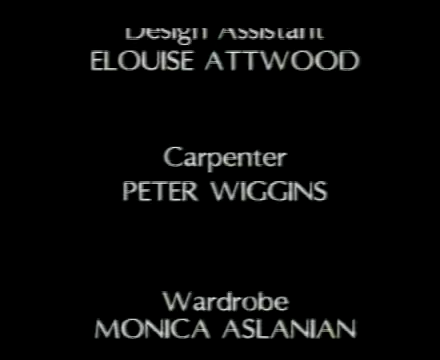 Design Assistant
ELOUISE ATTWOOD
Carpenter
PETER WIGGINS
Wardrobe
MONICA ASLANIAN